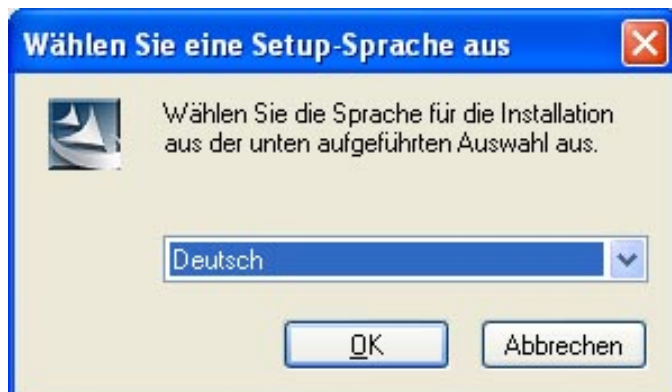 Wählen Sie eine Setup-Sprache aus
Wählen Sie die Sprache für die Installation
aus der unten aufgeführten Auswahl aus.
Deutsch
OK
Abbrechen